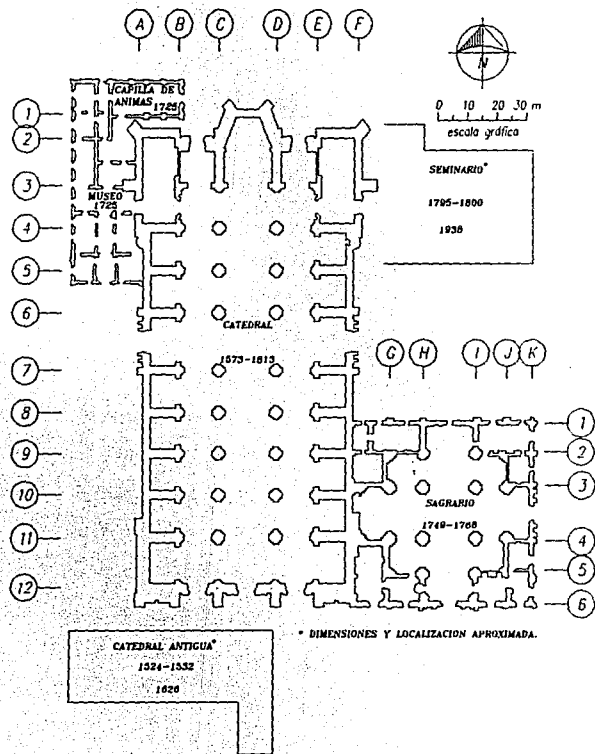 A B C D E F
N
0 10 20 30 m
escala gráfica
CAPILLA DE
ANIMAS
1725
1
2
3
4
5
6
7
8
9
10
11
12
MUSEO
1725
SEMINARIO*
1795-1800
1938
CATEDRAL
1573-1813
G H I J K
1
2
3
4
5
6
SAGRARIO
1749-1768
* DIMENSIONES Y LOCALIZACION APROXIMADA.
CATEDRAL ANTIGUA*
1524-1532
1626